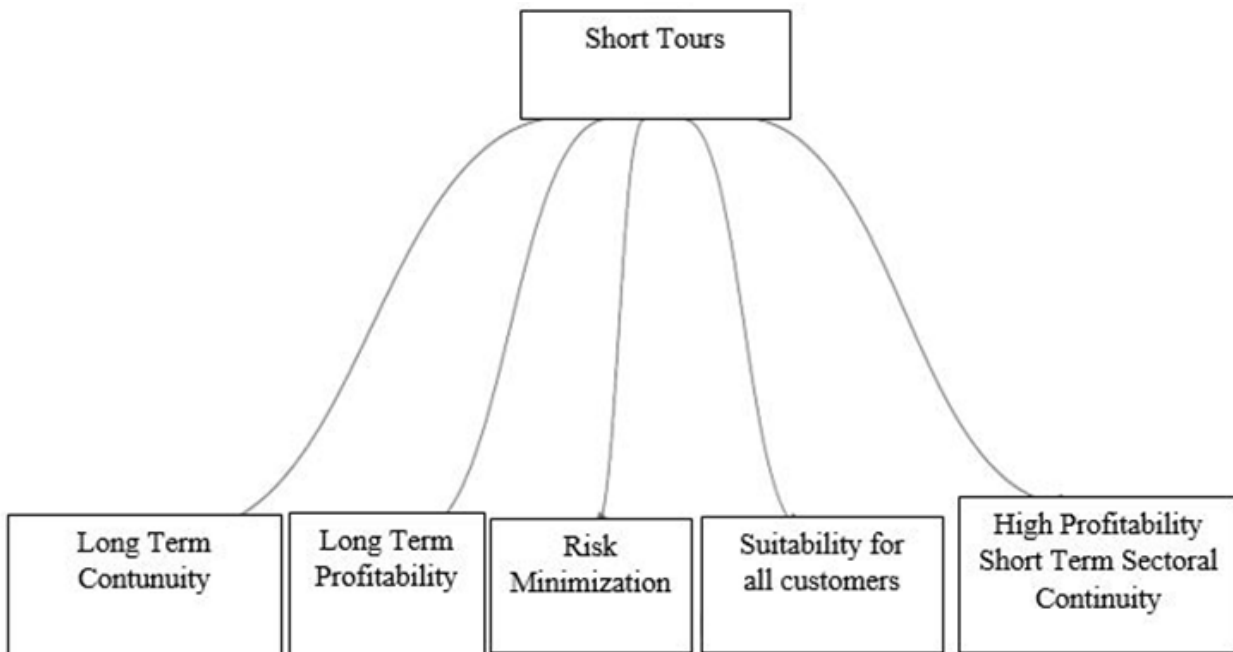 Short Tours
Long Term
Contunuity
Long Term
Profitability
Risk
Minimization
Suitability for
all customers
High Profitability
Short Term Sectoral
Continuity